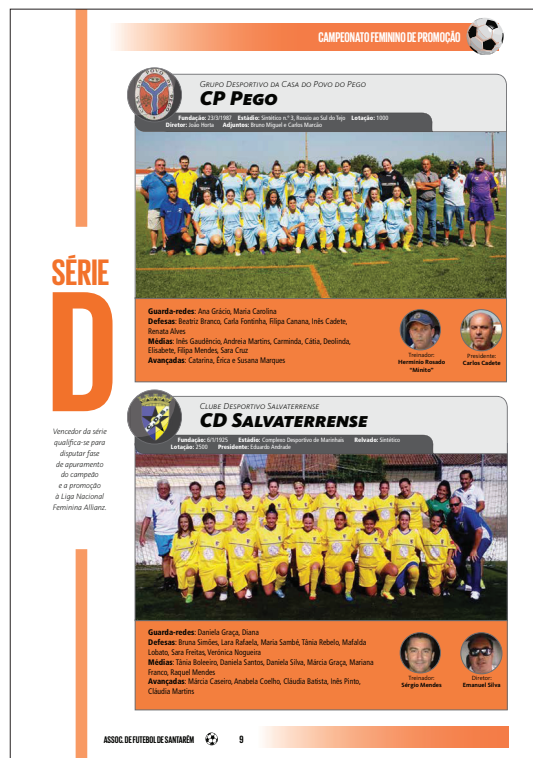 CAMPEONATO FEMININO DE PROMOÇÃO
GRUPO DESPORTIVO DA CASA DO POVO DO PEGO
CP PEGO
Fundação: 23/3/1987 Estádio: Sintético n.º 3, Rossio ao Sul do Tejo Lotação: 1000
Diretor: João Horta Adjuntos: Bruno Miguel e Carlos Marcão
Guarda-redes: Ana Grácio, Maria Carolina
Defesas: Beatriz Branco, Carla Fontinha, Filipa Canana, Inês Cadete,
Renata Alves
Médias: Inês Gaudêncio, Andreia Martins, Carminda, Cátia, Deolinda,
Elisabete, Filipa Mendes, Sara Cruz
Avançadas: Catarina, Érica e Susana Marques
Treinador:
Hermínio Rosado
“Minito”
Presidente:
Carlos Cadete
SÉRIE
D
Vencedor da série
qualifica-se para
disputar fase
de apuramento
do campeão
e a promoção
à Liga Nacional
Feminina Allianz.
CLUBE DESPORTIVO SALVATERRENSE
CD SALVATERRENSE
Fundação: 6/1/1925 Estádio: Complexo Desportivo de Marinhais Relvado: Sintético
Lotação: 2500 Presidente: Eduardo Andrade
Guarda-redes: Daniela Graça, Diana
Defesas: Bruna Simões, Lara Rafaela, Maria Sambé, Tânia Rebelo, Mafalda
Lobato, Sara Freitas, Verónica Nogueira
Médias: Tânia Boleeiro, Daniela Santos, Daniela Silva, Márcia Graça, Mariana
Franco, Raquel Mendes
Avançadas: Márcia Caseiro, Anabela Coelho, Cláudia Batista, Inês Pinto,
Cláudia Martins
Treinador:
Sérgio Mendes
Diretor:
Emanuel Silva
ASSOC. DE FUTEBOL DE SANTARÉM 9